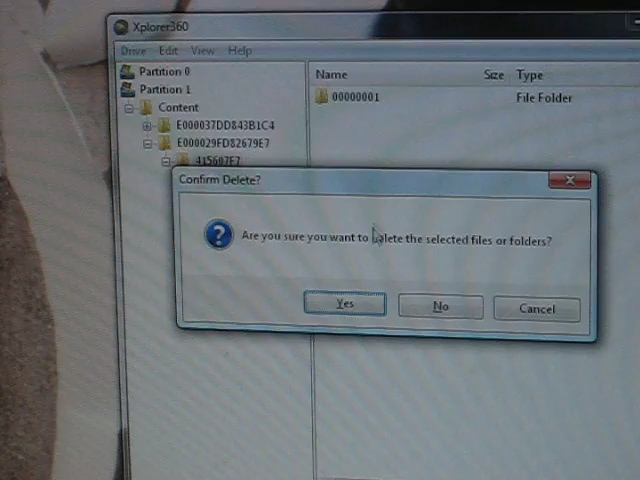 Xplorer360
Drive Edit View Help
Partition 0
Partition 1
Content
E000037DD843B1C4
E000029FD82679E7
415607F7
Name Size Type
00000001 File Folder
Confirm Delete?
Are you sure you want to delete the selected files or folders?
Yes No Cancel